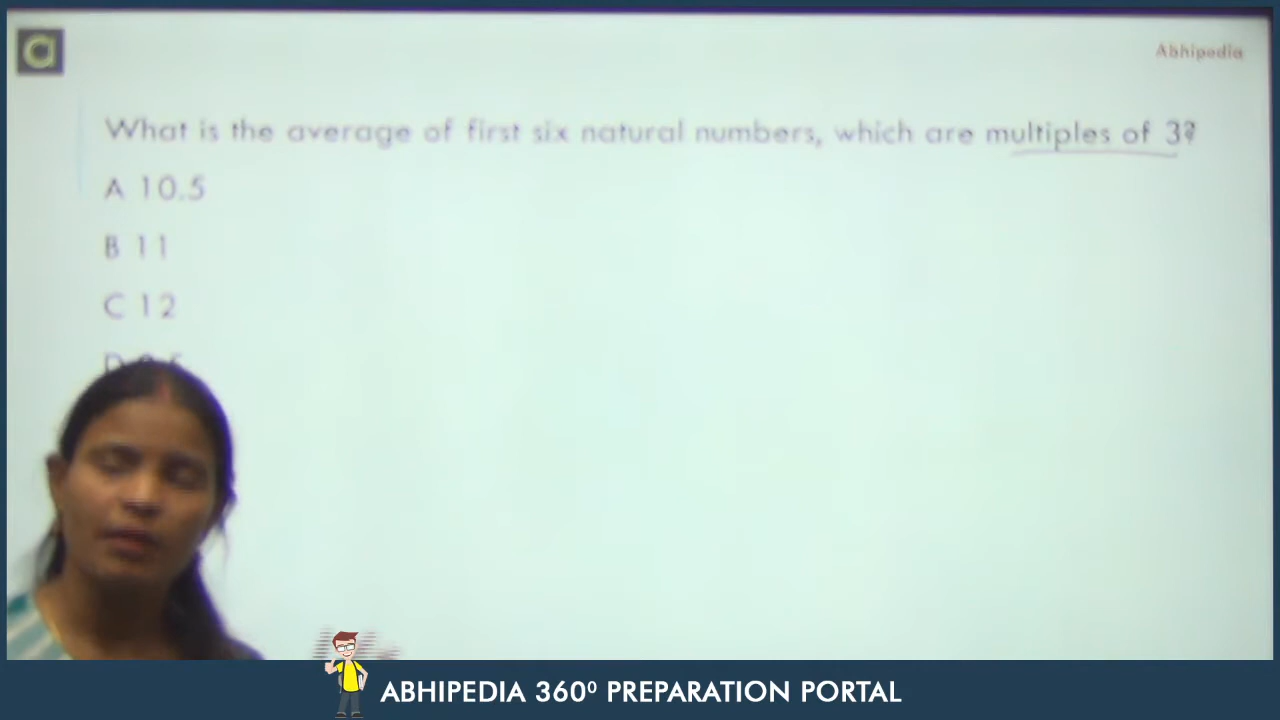 a
Abhipedia
What is the average of first six natural numbers, which are multiples of 3?
A 10.5
B 11
C 12
ABHIPEDIA 360⁰ PREPARATION PORTAL